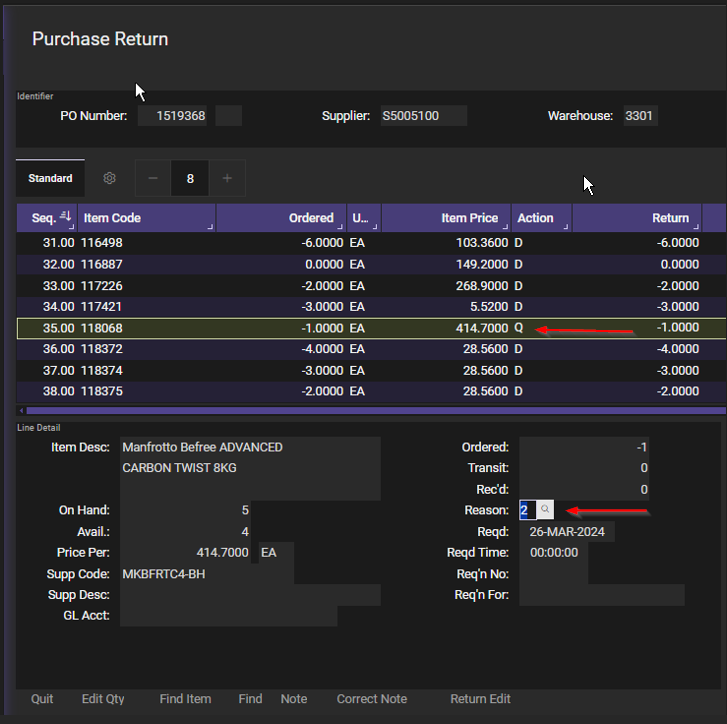 Purchase Return
Identifier
PO Number: 1519368 Supplier: S5005100 Warehouse: 3301
Standard − 8 +
Seq. Item Code Ordered U... Item Price Action Return
31.00 116498 -6.0000 EA 103.3600 D -6.0000
32.00 116887 0.0000 EA 149.2000 D 0.0000
33.00 117226 -2.0000 EA 268.9000 D -2.0000
34.00 117421 -3.0000 EA 5.5200 D -3.0000
35.00 118068 -1.0000 EA 414.7000 Q -1.0000
36.00 118372 -4.0000 EA 28.5600 D -4.0000
37.00 118374 -3.0000 EA 28.5600 D -3.0000
38.00 118375 -2.0000 EA 28.5600 D -2.0000
Line Detail
Item Desc: Manfrotto Befree ADVANCED Ordered: -1
CARBON TWIST 8KG Transit: 0
Rec'd: 0
On Hand: 5 Reason: 2
Avail.: 4 Reqd: 26-MAR-2024
Price Per: 414.7000 EA Reqd Time: 00:00:00
Supp Code: MKBFRTC4-BH Req'n No:
Supp Desc: Req'n For:
GL Acct:
Quit Edit Qty Find Item Find Note Correct Note Return Edit